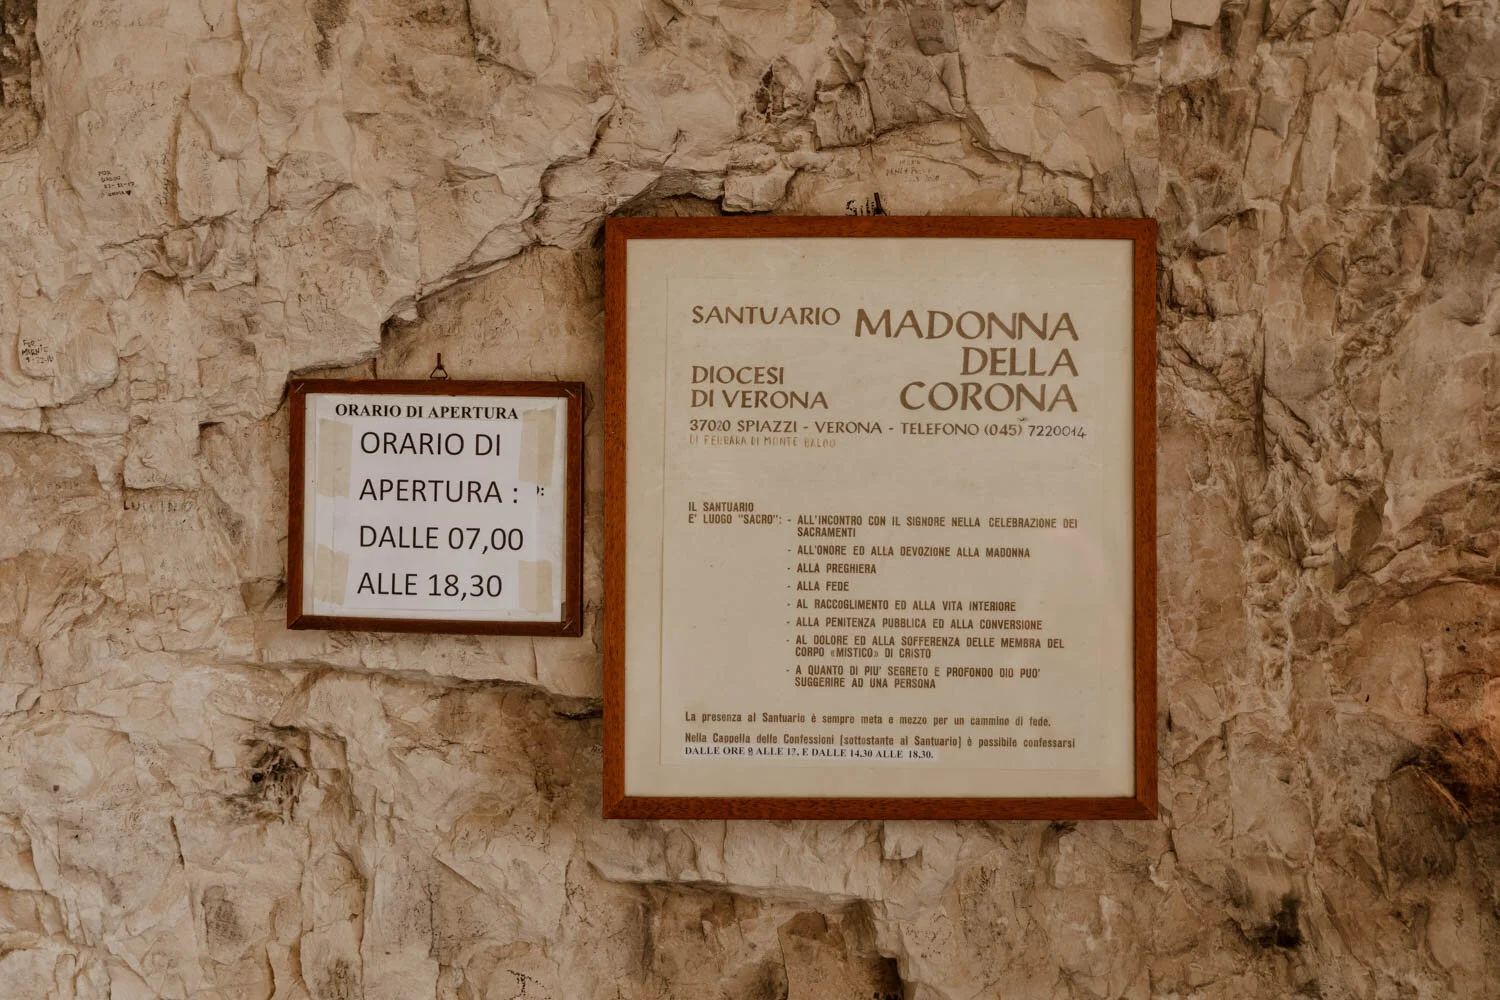 ORARIO DI APERTURA
ORARIO DI
APERTURA :
DALLE 07,00
ALLE 18,30
SANTUARIO MADONNA
DELLA
CORONA
DIOCESI
DI VERONA
37020 SPIAZZI - VERONA - TELEFONO (045) 7220014
DI FERRARA DI MONTE BALDO
IL SANTUARIO
E' LUOGO "SACRO": - ALL'INCONTRO CON IL SIGNORE NELLA CELEBRAZIONE DEI
SACRAMENTI
- ALL'ONORE ED ALLA DEVOZIONE ALLA MADONNA
- ALLA PREGHIERA
- ALLA FEDE
- AL RACCOGLIMENTO ED ALLA VITA INTERIORE
- ALLA PENITENZA PUBBLICA ED ALLA CONVERSIONE
- AL DOLORE ED ALLA SOFFERENZA DELLE MEMBRA DEL
CORPO «MISTICO» DI CRISTO
- A QUANTO DI PIU' SEGRETO E PROFONDO DIO PUO'
SUGGERIRE AD UNA PERSONA
La presenza al Santuario è sempre meta e mezzo per un cammino di fede.
Nella Cappella delle Confessioni (sottostante al Santuario) è possibile confessarsi
DALLE ORE 8 ALLE 12, E DALLE 14.30 ALLE 18.30.